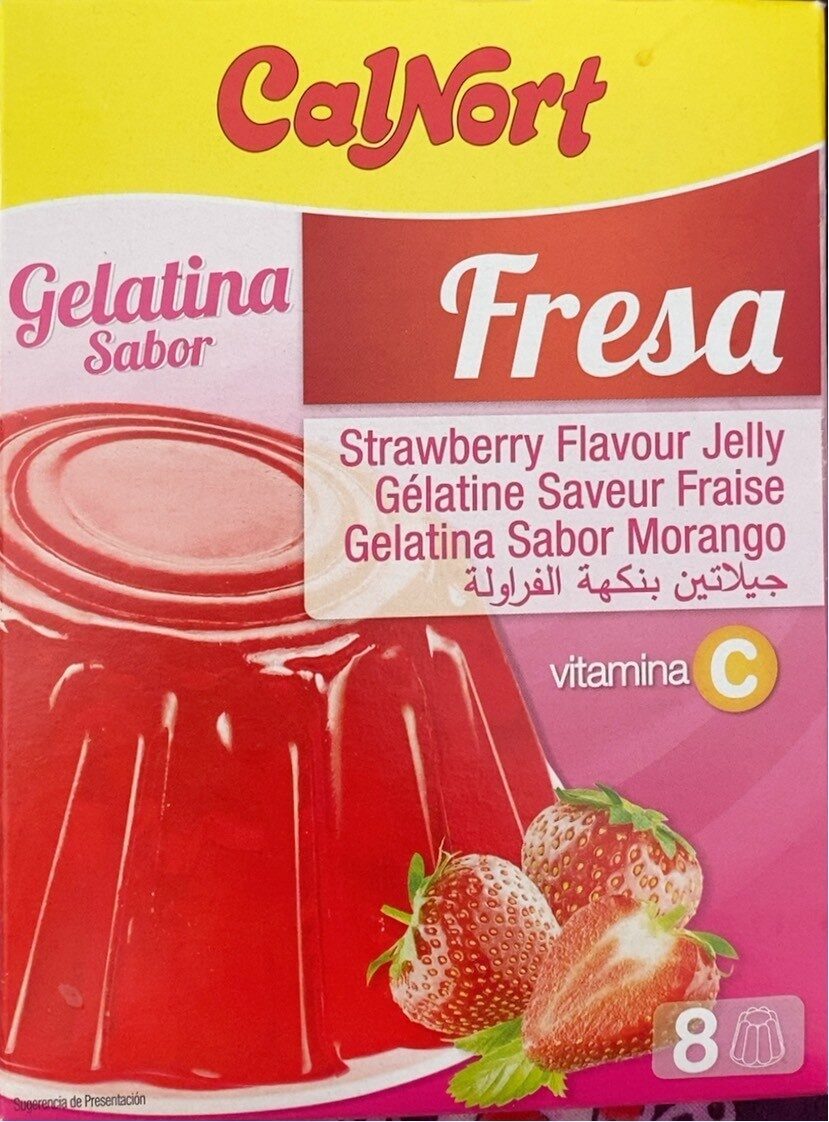 CalNort
Gelatina
Sabor
Fresa
Strawberry Flavour Jelly
Gélatine Saveur Fraise
Gelatina Sabor Morango
جيلاتين بنكهة الفراولة
vitamina C
8
Sugerencia de Presentación